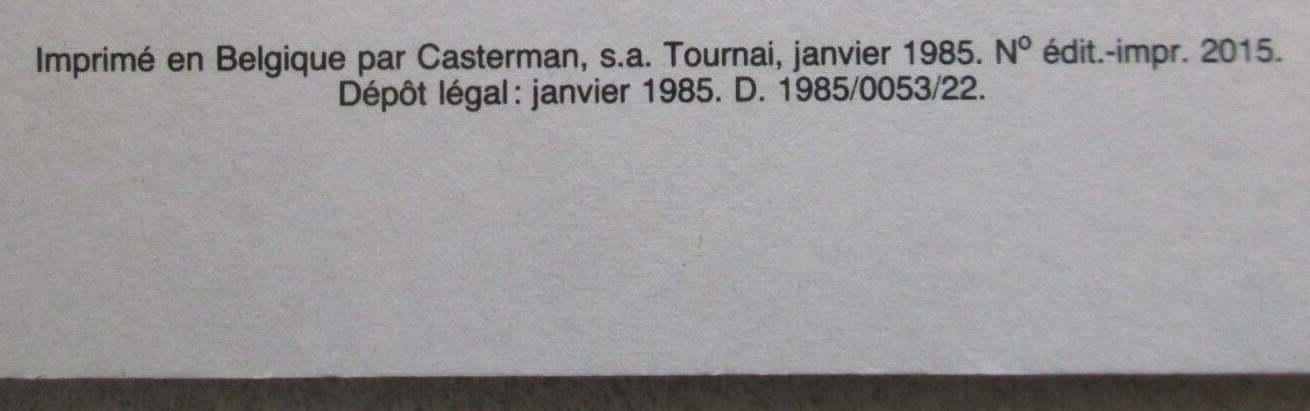 Imprimé en Belgique par Casterman, s.a. Tournai, janvier 1985. Nº édit.-impr. 2015.
Dépôt légal : janvier 1985. D. 1985/0053/22.